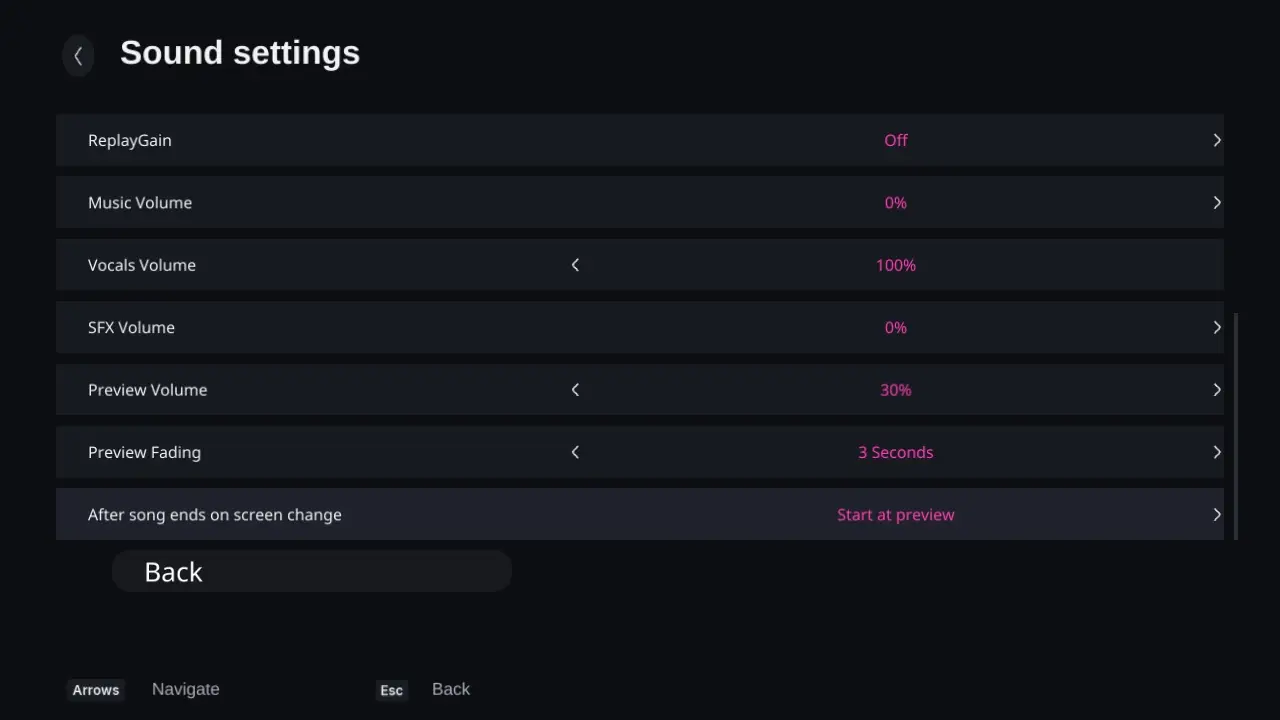 Sound settings
ReplayGain Off
Music Volume 0%
Vocals Volume 100%
SFX Volume 0%
Preview Volume 30%
Preview Fading 3 Seconds
After song ends on screen change Start at preview
Back
Arrows Navigate Esc Back